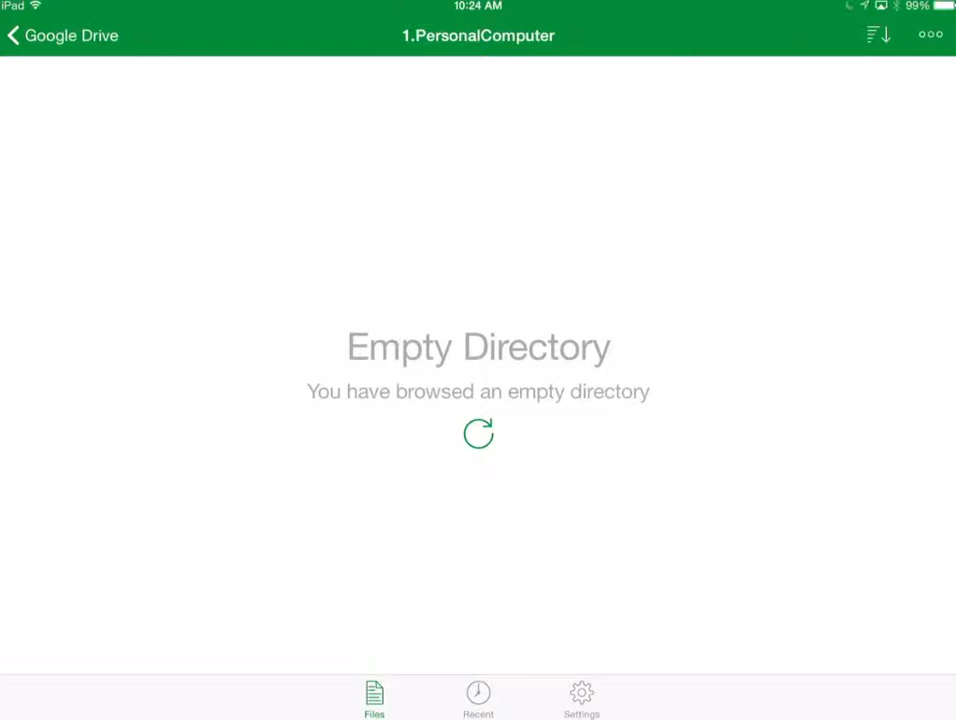 iPad 10:24 AM 99%
Google Drive 1.PersonalComputer
Empty Directory
You have browsed an empty directory
Files Recent Settings